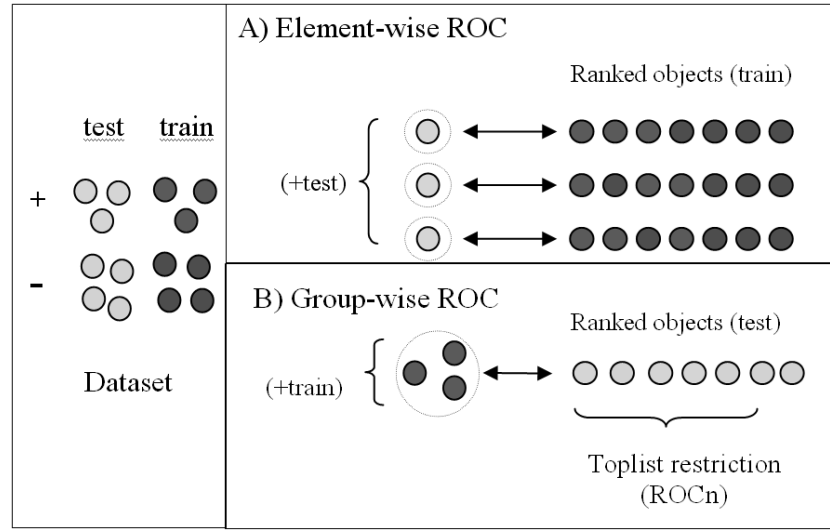 test train
+
-
Dataset
A) Element-wise ROC
Ranked objects (train)
(+test)
B) Group-wise ROC
Ranked objects (test)
(+train)
Toplist restriction
(ROCn)